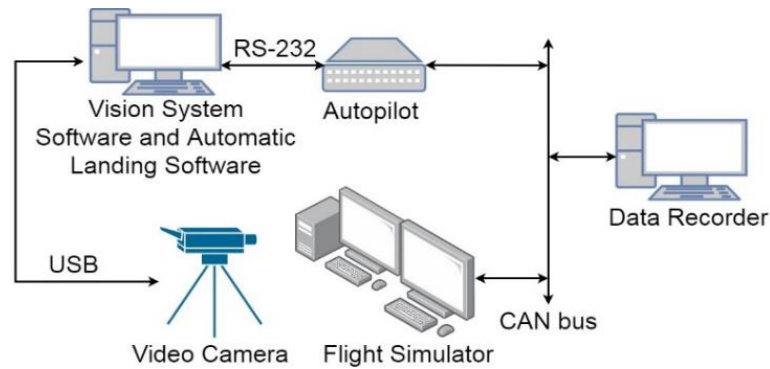 RS-232
Vision System
Software and Automatic
Landing Software
Autopilot
Data Recorder
USB
CAN bus
Video Camera
Flight Simulator